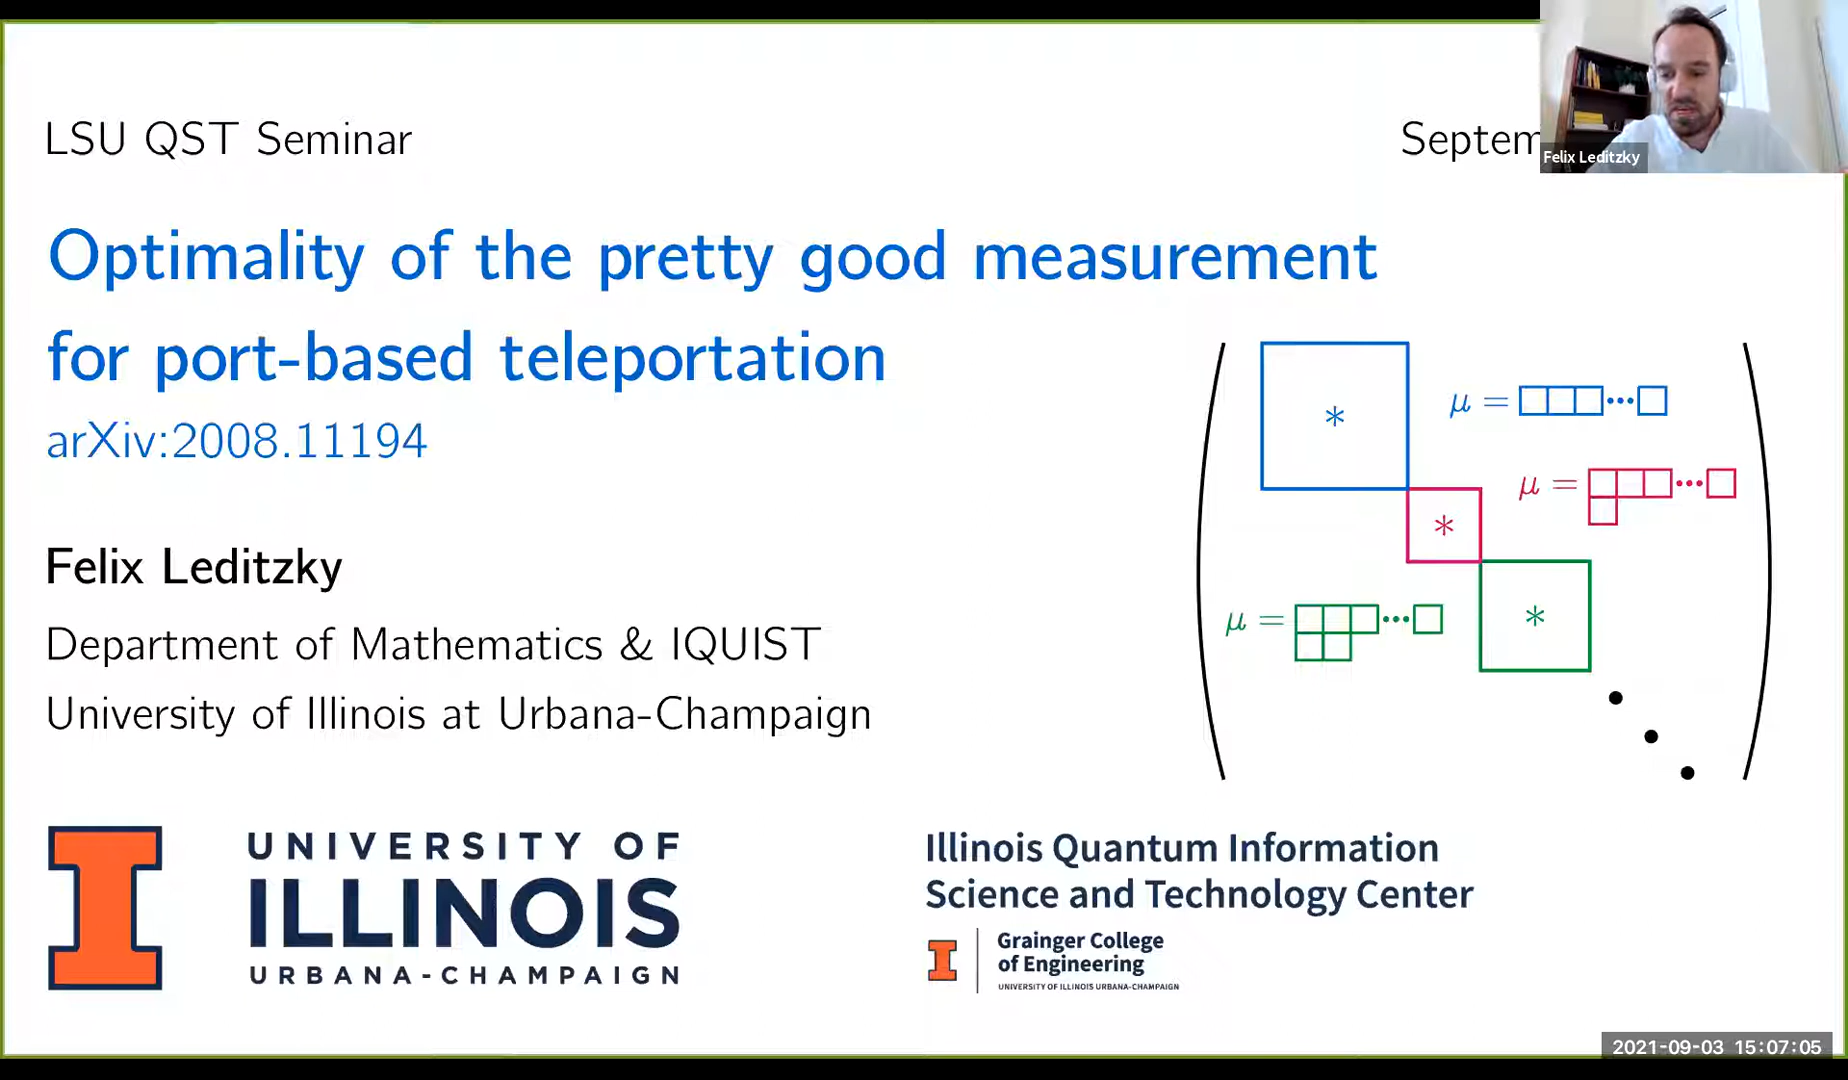 LSU QST Seminar
Septem
Felix Leditzky
Optimality of the pretty good measurement
for port-based teleportation
arXiv:2008.11194
μ = ···
μ = ···
μ = ···
*
*
*
Felix Leditzky
Department of Mathematics & IQUIST
University of Illinois at Urbana-Champaign
I
UNIVERSITY OF
ILLINOIS
URBANA-CHAMPAIGN
Illinois Quantum Information
Science and Technology Center
I
Grainger College
of Engineering
UNIVERSITY OF ILLINOIS URBANA-CHAMPAIGN
2021-09-03 15:07:05